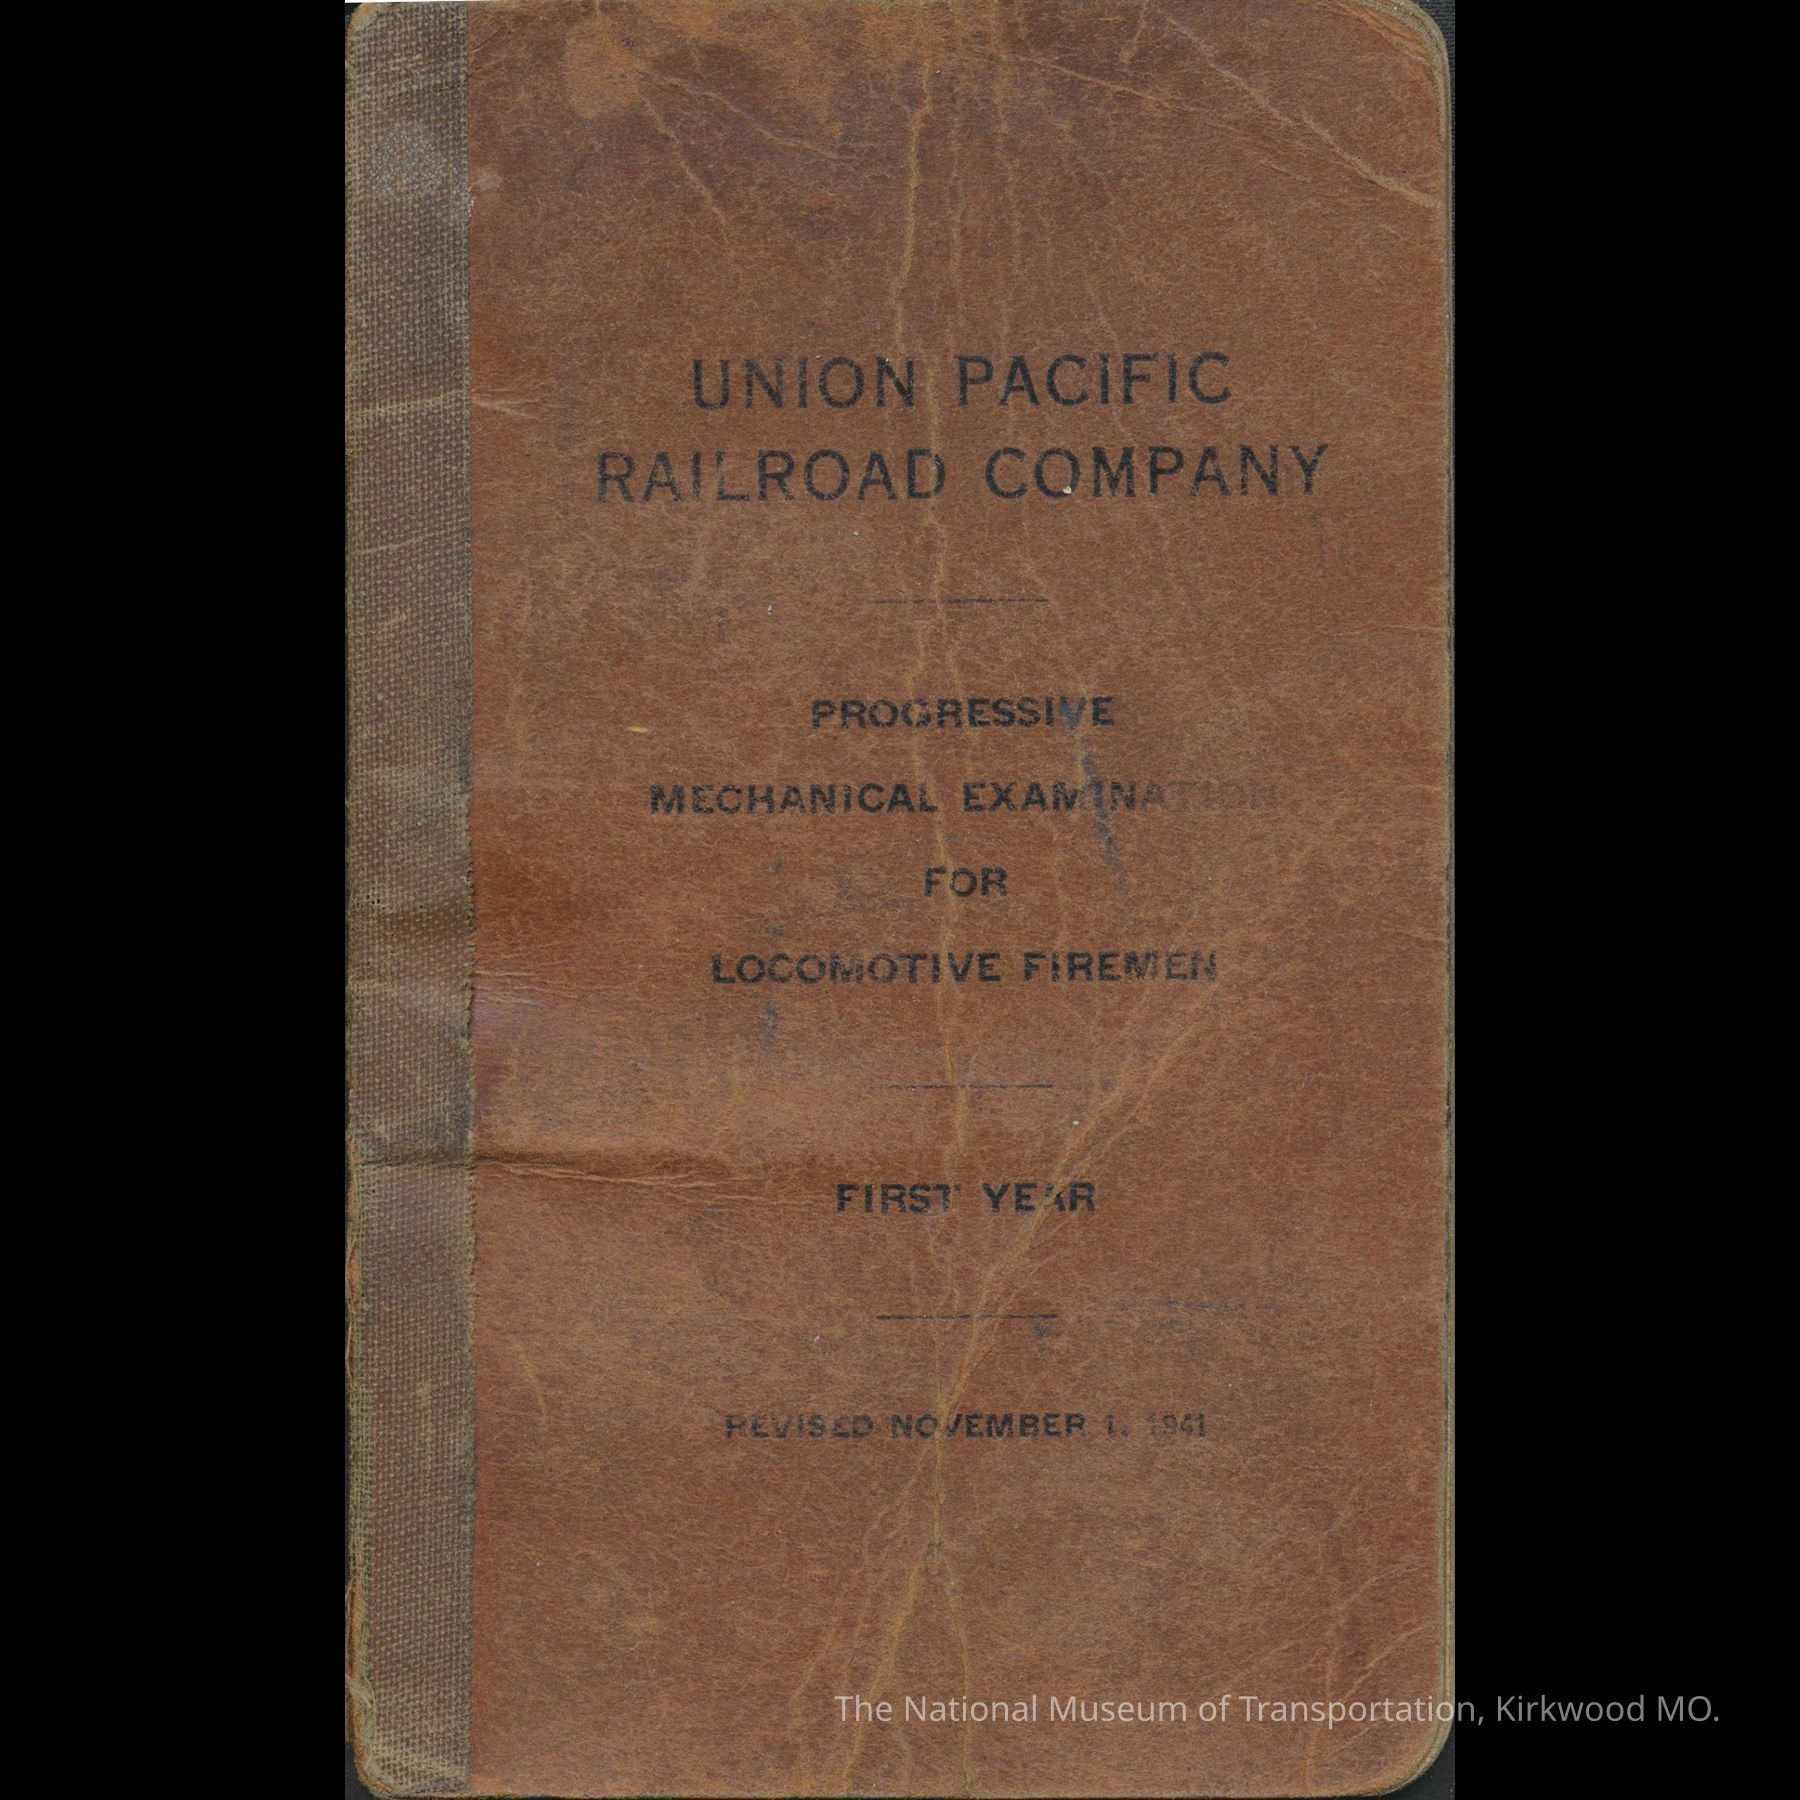 UNION PACIFIC
RAILROAD COMPANY
PROGRESSIVE
MECHANICAL EXAMINATION
FOR
LOCOMOTIVE FIREMEN
FIRST YEAR
REVISED NOVEMBER 1, 1941
The National Museum of Transportation, Kirkwood MO.